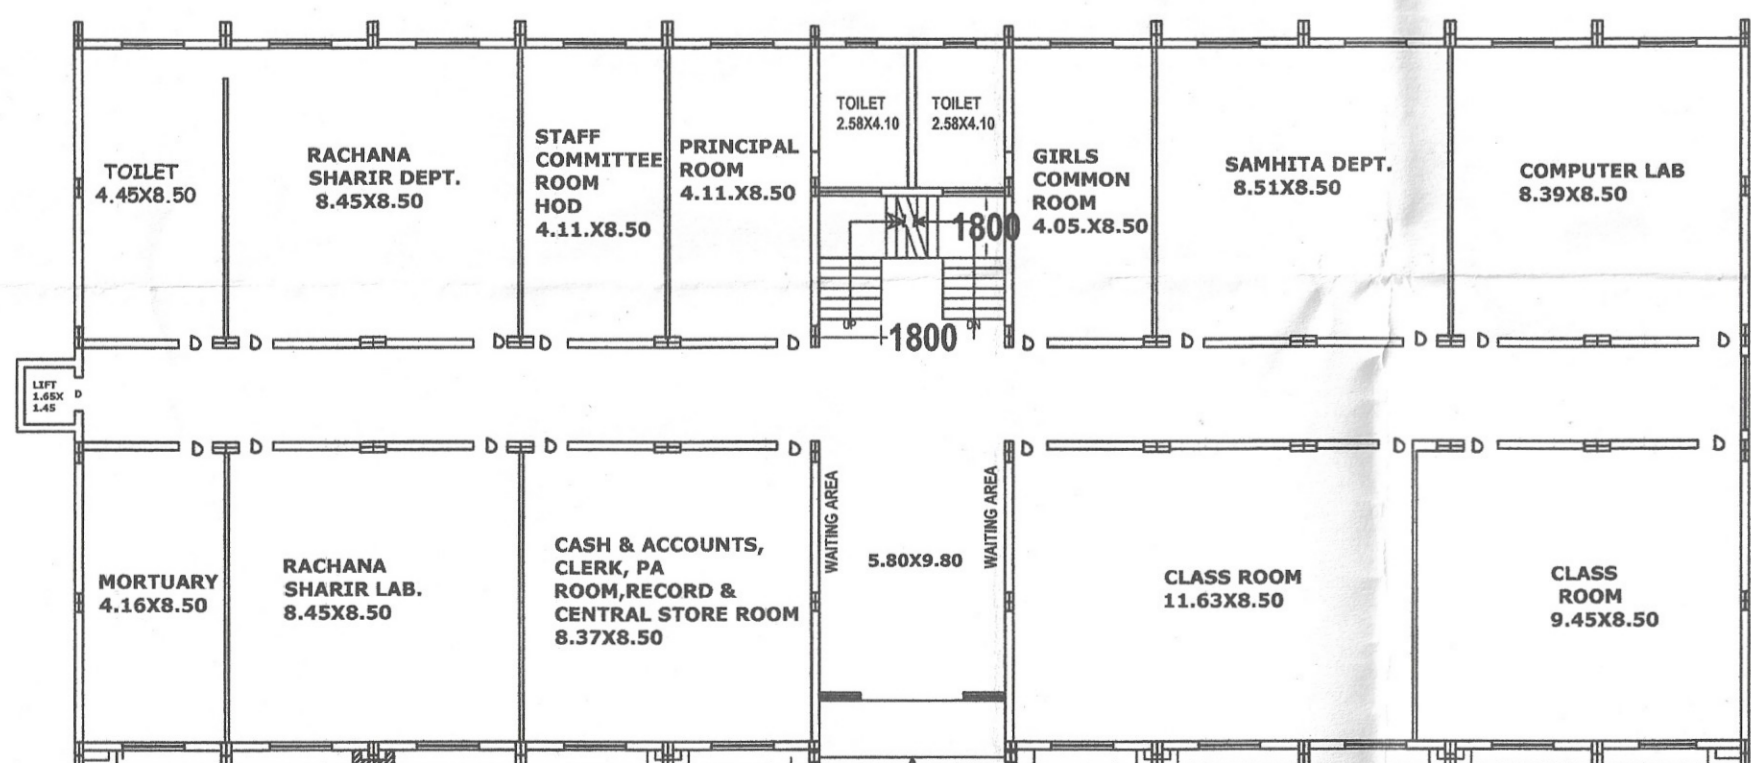 TOILET
4.45X8.50
RACHANA
SHARIR DEPT.
8.45X8.50
STAFF
COMMITTEE
ROOM
HOD
4.11.X8.50
PRINCIPAL
ROOM
4.11.X8.50
TOILET
2.58X4.10
TOILET
2.58X4.10
GIRLS
COMMON
ROOM
4.05.X8.50
SAMHITA DEPT.
8.51X8.50
COMPUTER LAB
8.39X8.50
1800
UP
DN
1800
D
D
D
D
D
D
D
D
D
D
LIFT
1.65X
1.45
D
D
D
D
D
D
D
D
D
D
MORTUARY
4.16X8.50
RACHANA
SHARIR LAB.
8.45X8.50
CASH & ACCOUNTS,
CLERK, PA
ROOM,RECORD &
CENTRAL STORE ROOM
8.37X8.50
WAITING AREA
5.80X9.80
WAITING AREA
CLASS ROOM
11.63X8.50
CLASS
ROOM
9.45X8.50